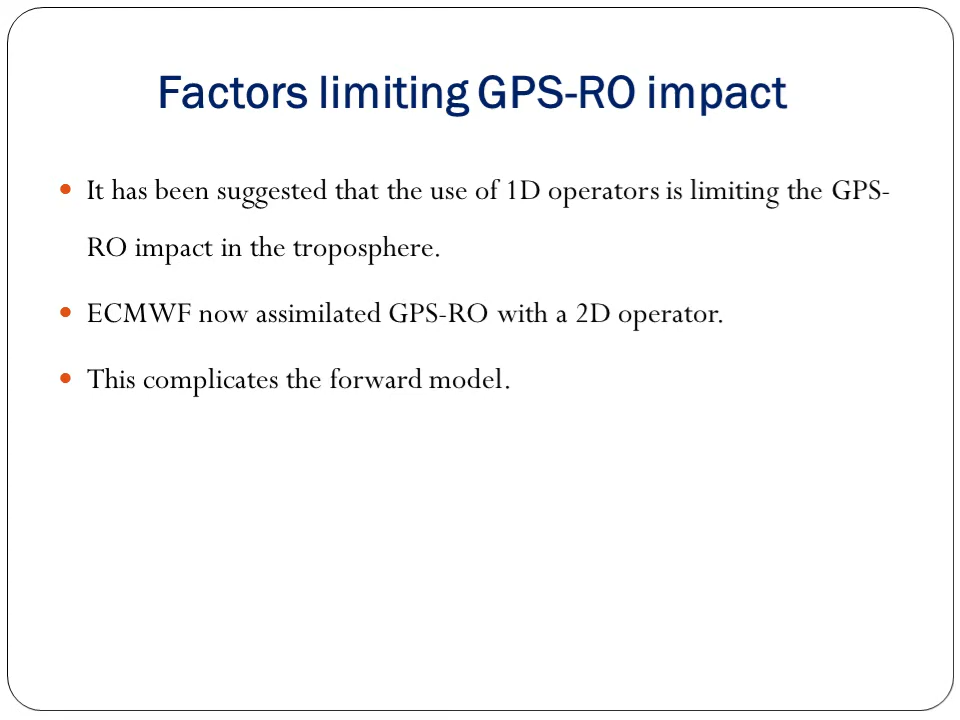 Factors limiting GPS-RO impact
• It has been suggested that the use of 1D operators is limiting the GPS-
RO impact in the troposphere.
• ECMWF now assimilated GPS-RO with a 2D operator.
• This complicates the forward model.